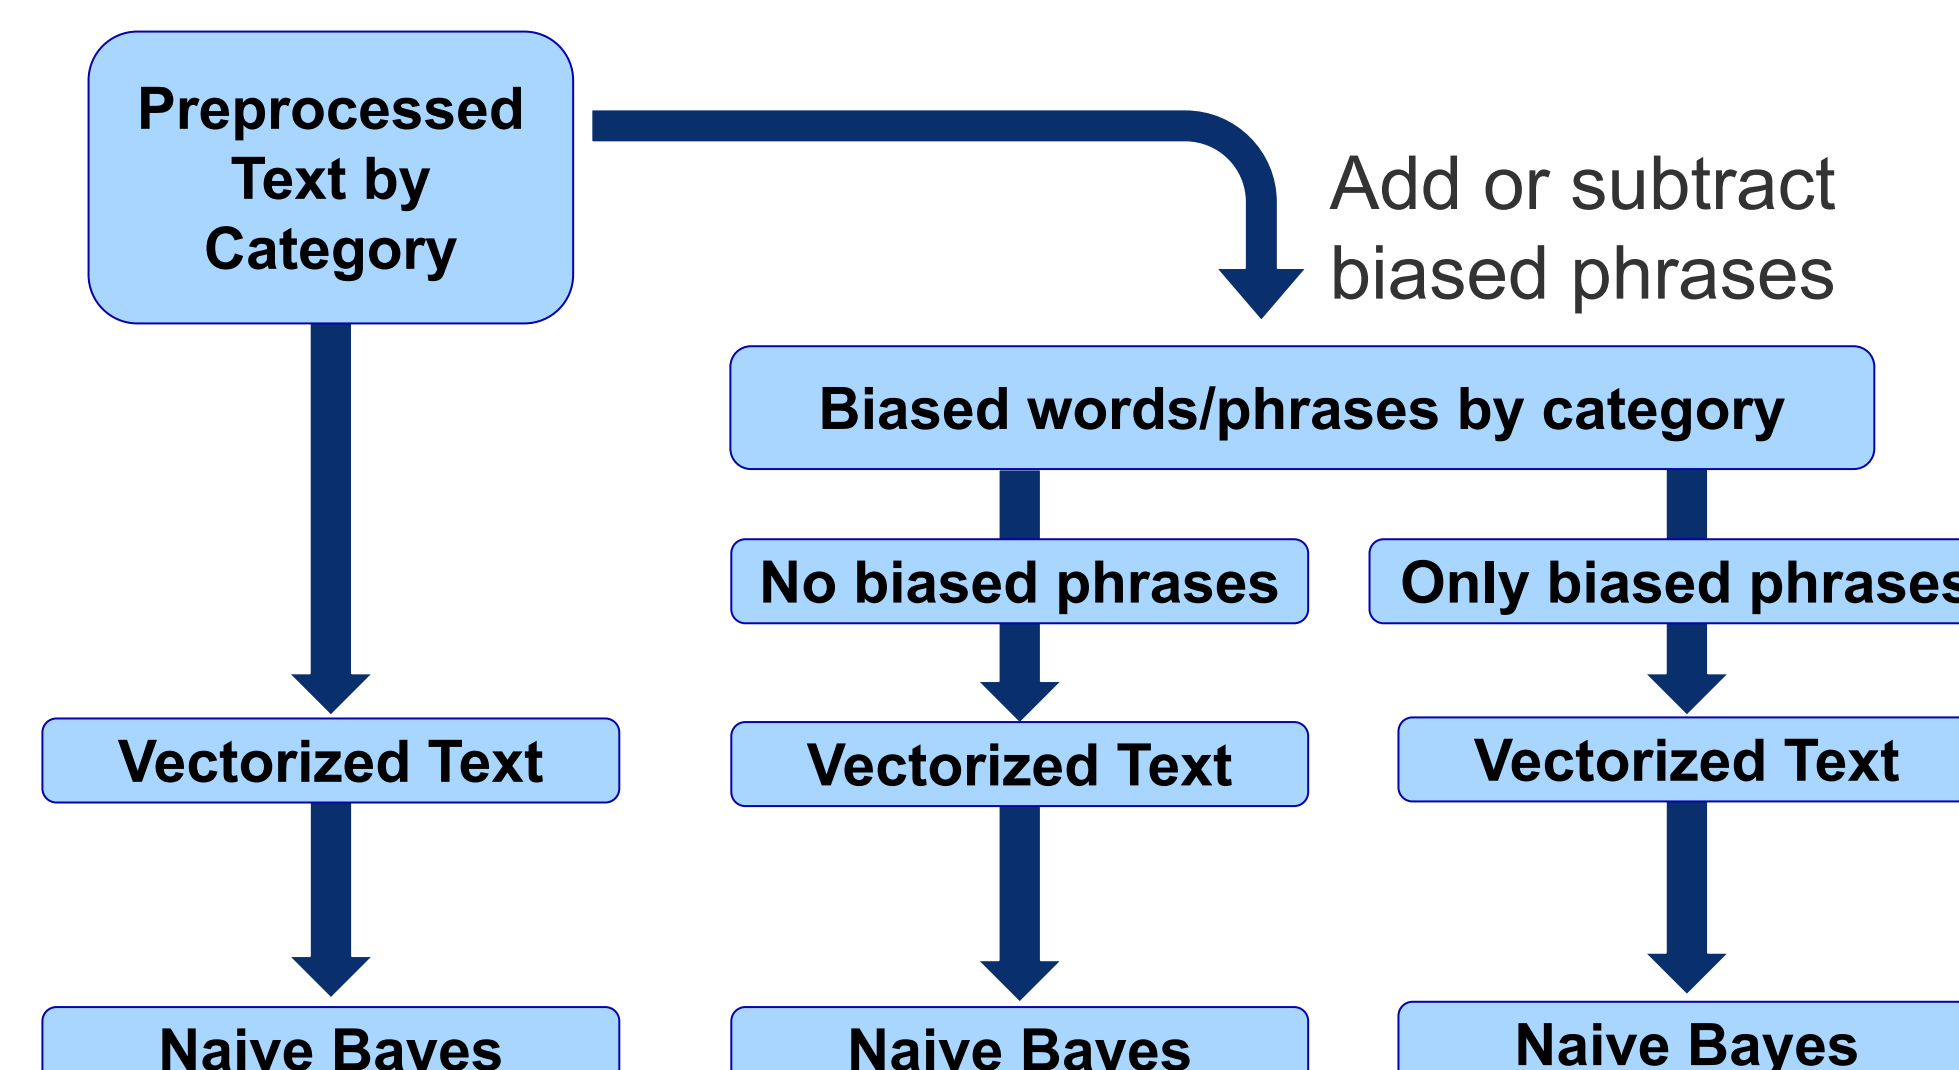 Preprocessed
Text by
Category
Add or subtract
biased phrases
Biased words/phrases by category
No biased phrases
Only biased phrases
Vectorized Text
Vectorized Text
Vectorized Text
Naive Bayes
Naive Bayes
Naive Bayes